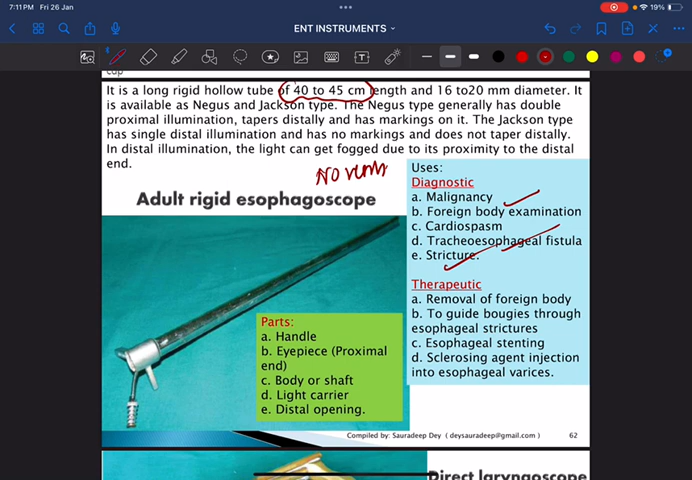 7:11 PM Fri 26 Jan
19%
ENT INSTRUMENTS
cup
It is a long rigid hollow tube of 40 to 45 cm length and 16 to20 mm diameter. It
is available as Negus and Jackson type. The Negus type generally has double
proximal illumination, tapers distally and has markings on it. The Jackson type
has single distal illumination and has no markings and does not taper distally.
In distal illumination, the light can get fogged due to its proximity to the distal
end.
NO vent
Adult rigid esophagoscope
Uses:
Diagnostic
a. Malignancy
b. Foreign body examination
c. Cardiospasm
d. Tracheoesophageal fistula
e. Stricture.
Therapeutic
a. Removal of foreign body
b. To guide bougies through
esophageal strictures
c. Esophageal stenting
d. Sclerosing agent injection
into esophageal varices.
Parts:
a. Handle
b. Eyepiece (Proximal
end)
c. Body or shaft
d. Light carrier
e. Distal opening.
Compiled by: Sauradeep Dey ( deysauradeep@gmail.com )
62
Direct laryngoscope